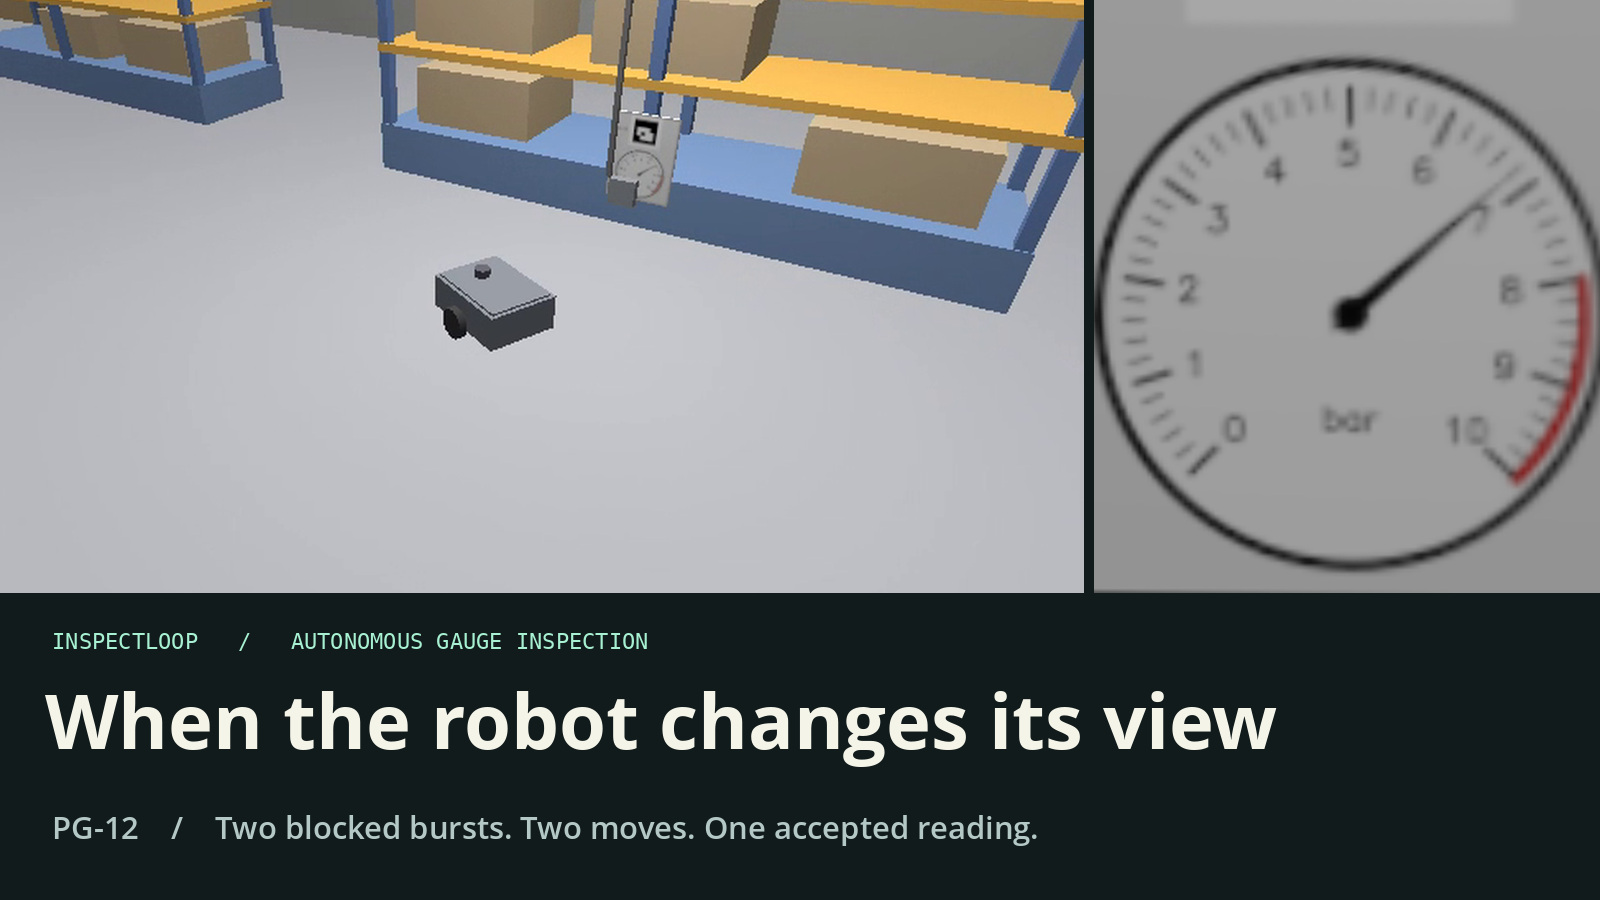 0
1
2
3
4
5
6
7
8
9
10
bar
INSPECTLOOP / AUTONOMOUS GAUGE INSPECTION
When the robot changes its view
PG-12 / Two blocked bursts. Two moves. One accepted reading.